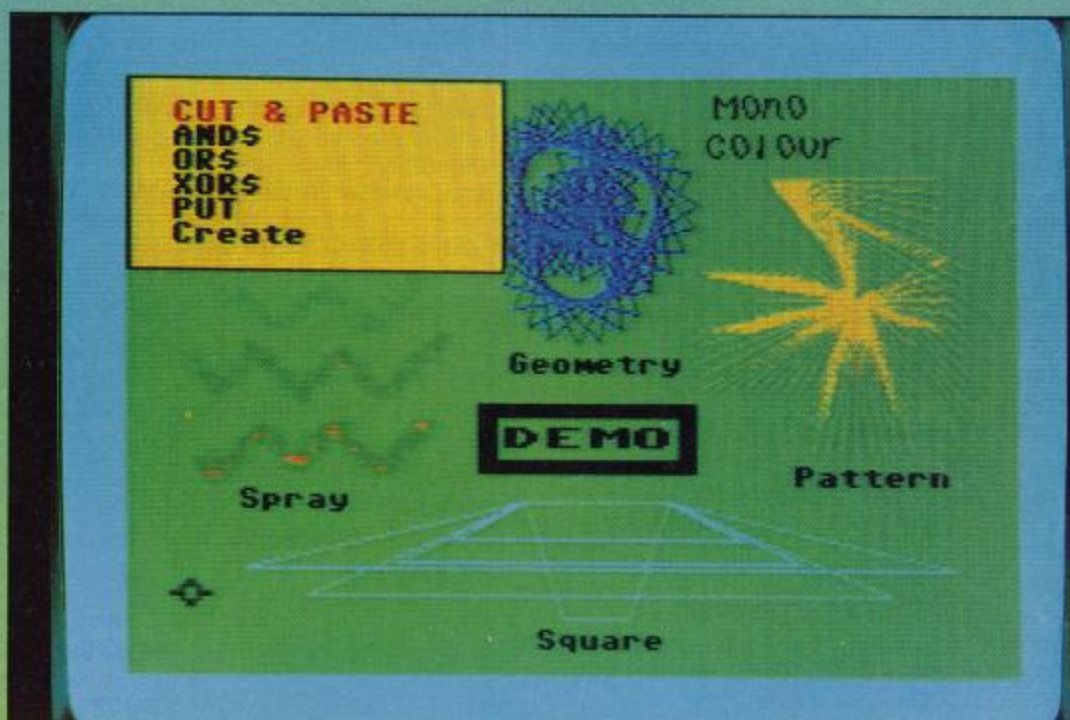 CUT & PASTE
AND$
OR$
XOR$
PUT
Create
Mono
Colour
Geometry
DEMO
Pattern
Spray
Square